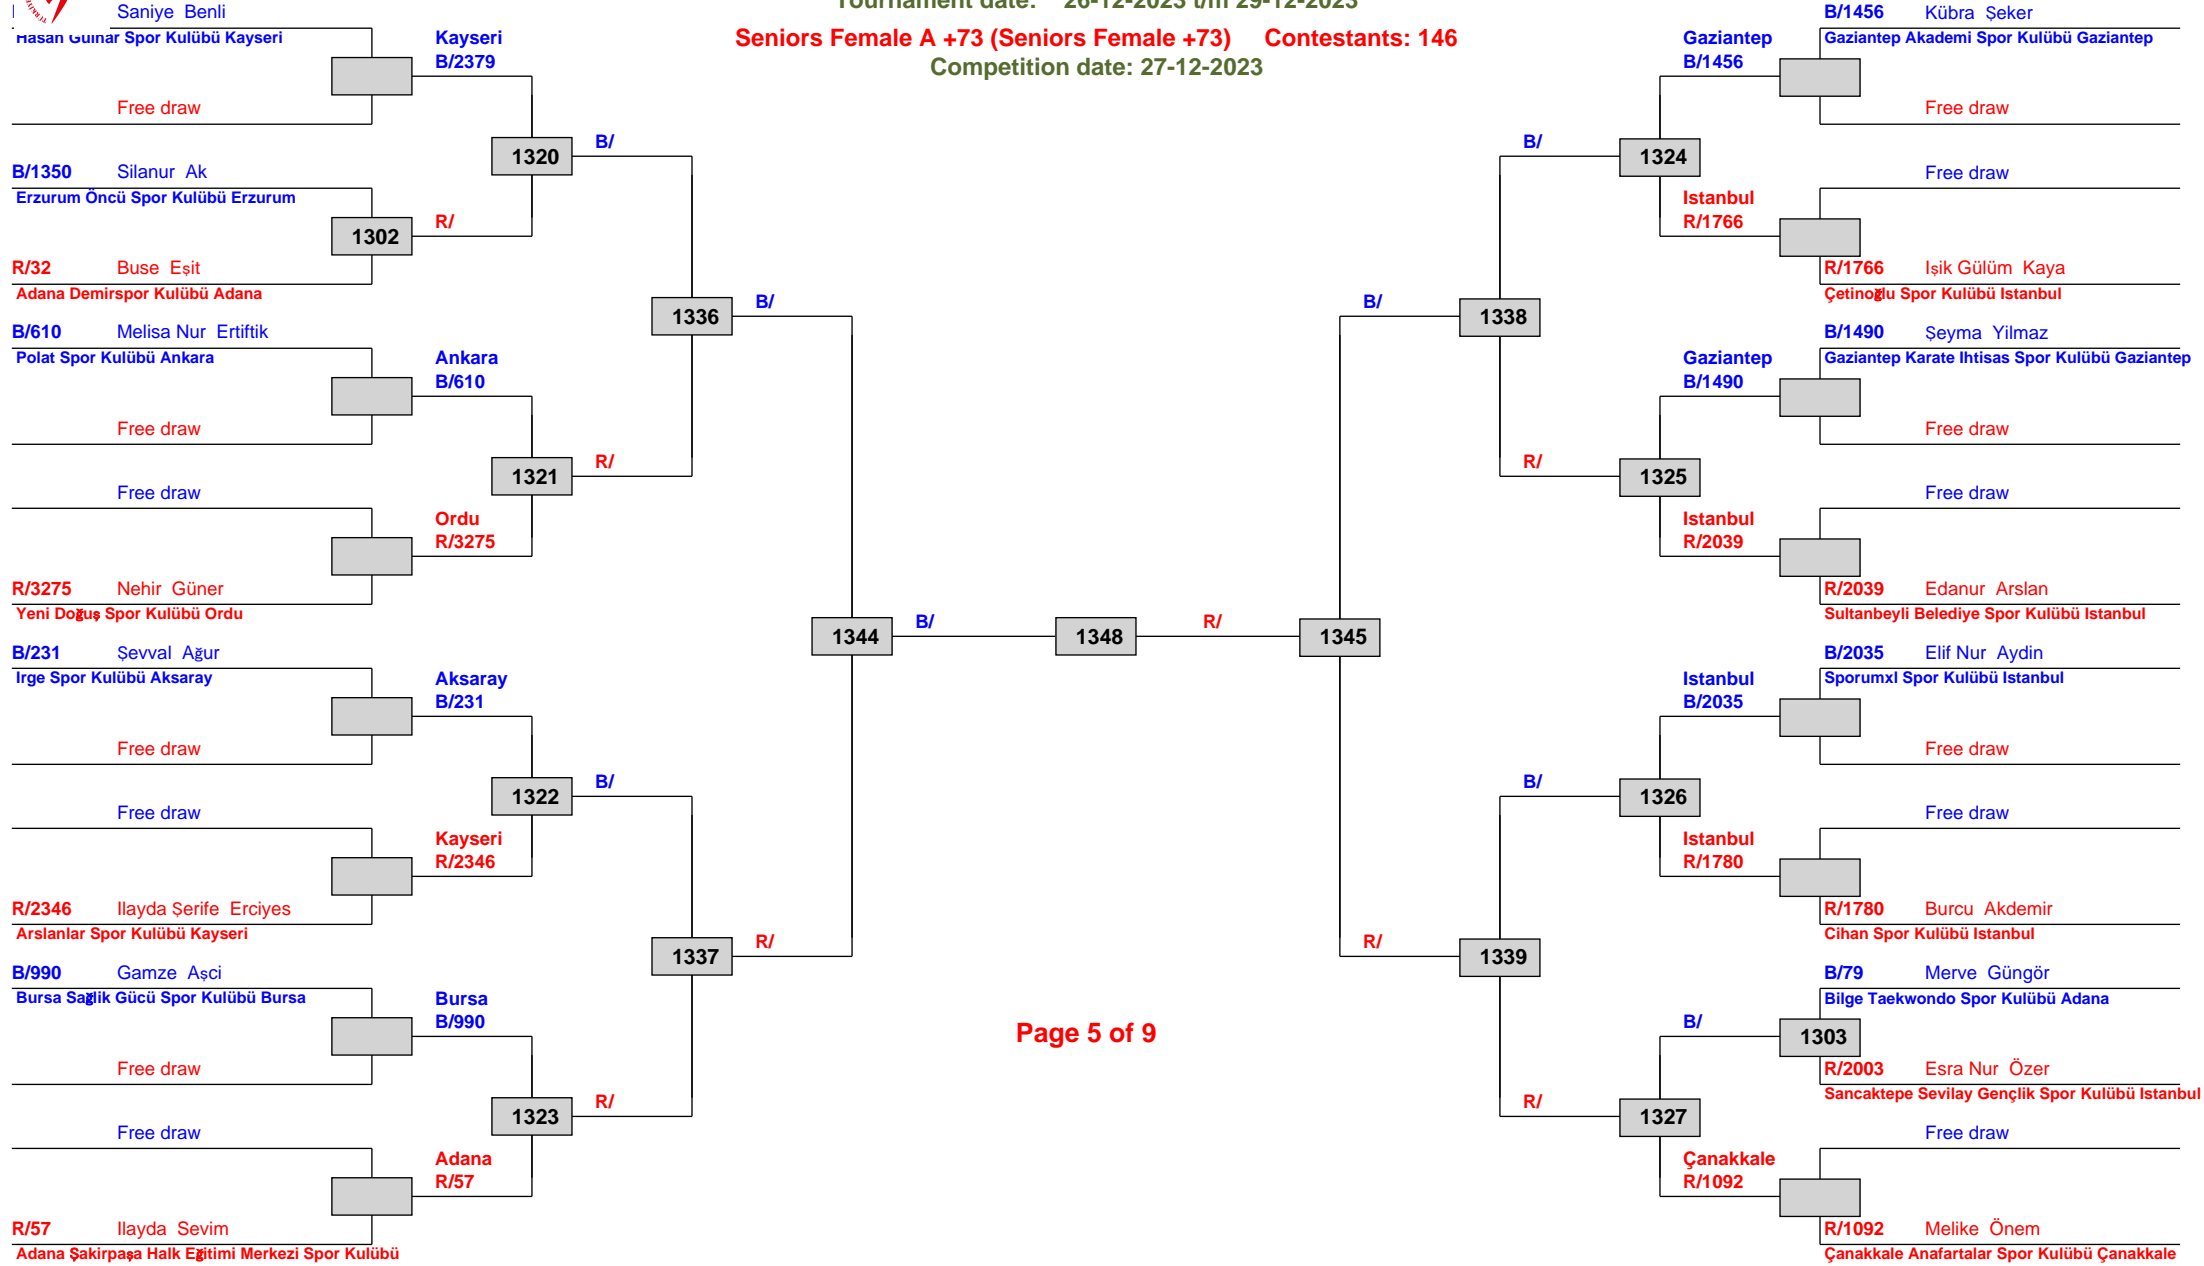 Tournament date: 26-12-2023 t/m 29-12-2023
Seniors Female A +73 (Seniors Female +73) Contestants: 146
Competition date: 27-12-2023
Saniye Benli
Hasan Gülnar Spor Kulübü Kayseri
Free draw
B/1350 Silanur Ak
Erzurum Öncü Spor Kulübü Erzurum
R/32 Buse Eşit
Adana Demirspor Kulübü Adana
B/610 Melisa Nur Ertiftik
Polat Spor Kulübü Ankara
Free draw
Free draw
R/3275 Nehir Güner
Yeni Doğuş Spor Kulübü Ordu
B/231 Şevval Ağur
Irge Spor Kulübü Aksaray
Free draw
Free draw
R/2346 Ilayda Şerife Erciyes
Arslanlar Spor Kulübü Kayseri
B/990 Gamze Aşci
Bursa Sağlik Gücü Spor Kulübü Bursa
Free draw
Free draw
R/57 Ilayda Sevim
Adana Şakirpaşa Halk Eğitimi Merkezi Spor Kulübü
1302
Kayseri
B/2379
R/
Ankara
B/610
Ordu
R/3275
Aksaray
B/231
Kayseri
R/2346
Bursa
B/990
Adana
R/57
1320
1321
1322
1323
B/
R/
B/
R/
1336
1337
B/
R/
1344
B/
1348
R/
1345
B/
R/
1338
1339
B/
R/
B/
R/
1324
1325
1326
1327
Gaziantep
B/1456
Istanbul
R/1766
Gaziantep
B/1490
Istanbul
R/2039
Istanbul
B/2035
Istanbul
R/1780
B/
Çanakkale
R/1092
1303
B/1456 Kübra Şeker
Gaziantep Akademi Spor Kulübü Gaziantep
Free draw
Free draw
R/1766 Işik Gülüm Kaya
Çetinoğlu Spor Kulübü Istanbul
B/1490 Şeyma Yilmaz
Gaziantep Karate Ihtisas Spor Kulübü Gaziantep
Free draw
Free draw
R/2039 Edanur Arslan
Sultanbeyli Belediye Spor Kulübü Istanbul
B/2035 Elif Nur Aydin
Sporumxl Spor Kulübü Istanbul
Free draw
Free draw
R/1780 Burcu Akdemir
Cihan Spor Kulübü Istanbul
B/79 Merve Güngör
Bilge Taekwondo Spor Kulübü Adana
R/2003 Esra Nur Özer
Sancaktepe Sevilay Gençlik Spor Kulübü Istanbul
Free draw
R/1092 Melike Önem
Çanakkale Anafartalar Spor Kulübü Çanakkale
Page 5 of 9